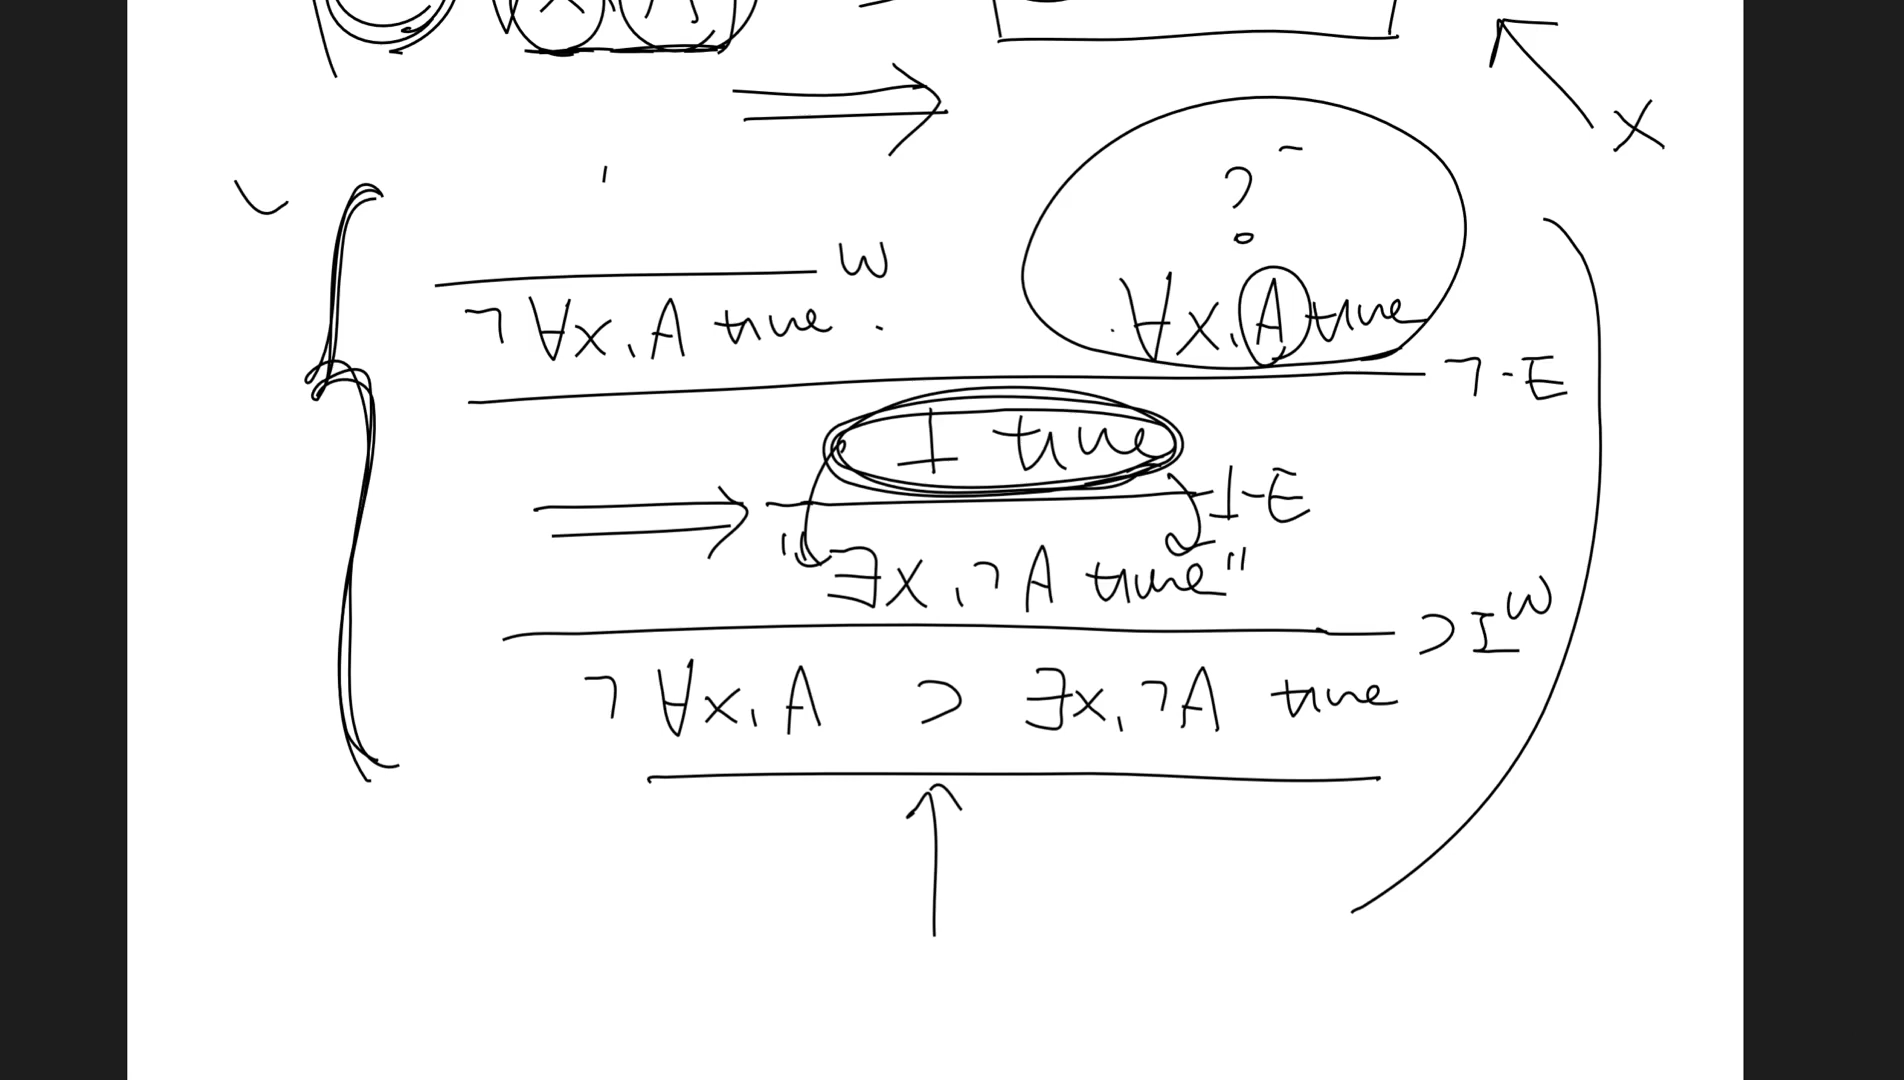 X
w
?
¬∀x.A true
∀x.A true
¬-E
⊥ true
⊥-E
"∃x.¬A true"
⊃I^w
¬∀x.A ⊃ ∃x.¬A true